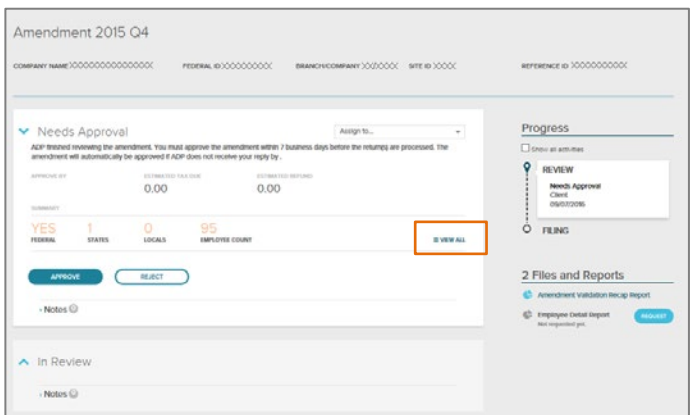 Amendment 2015 Q4
COMPANY NAME XXXXXXXXXXXXXXX FEDERAL ID XXXXXXXXX BRANCH/COMPANY XX/XXXX SITE ID XXXX REFERENCE ID XXXXXXXXXX
Needs Approval Assign to...
ADP finished reviewing the amendment. You must approve the amendment within 7 business days before the return(s) are processed. The
amendment will automatically be approved if ADP does not receive your reply by .
APPROVE BY ESTIMATED TAX DUE ESTIMATED REFUND
0.00 0.00
SUMMARY
YES 1 0 95
FEDERAL STATES LOCALS EMPLOYEE COUNT VIEW ALL
APPROVE REJECT
Notes
In Review
Notes
Progress
Show all activities
REVIEW
Needs Approval
Client
09/07/2016
FILING
2 Files and Reports
Amendment Validation Recap Report
Employee Detail Report REQUEST
Not requested yet.